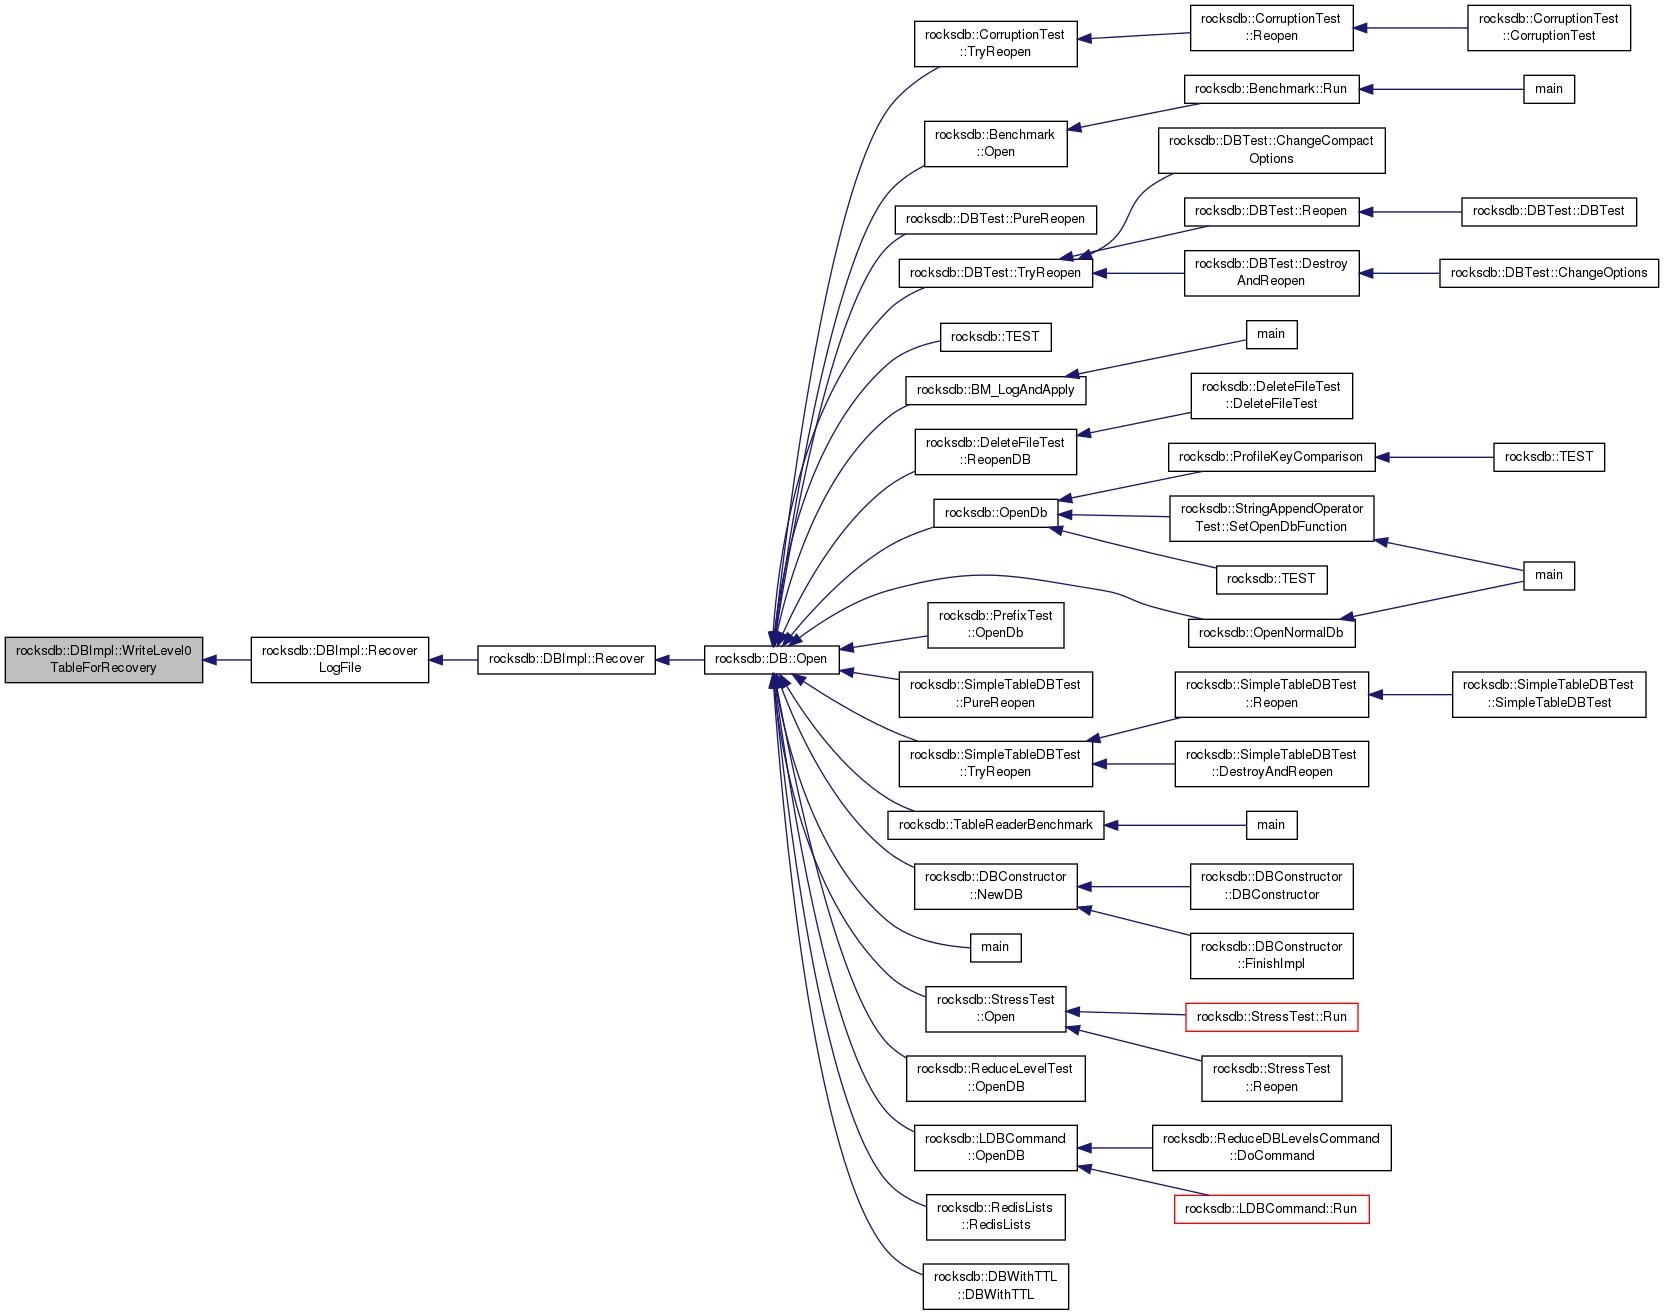 rocksdb::DBImpl::WriteLevel0
TableForRecovery
rocksdb::DBImpl::Recover
LogFile
rocksdb::DBImpl::Recover
rocksdb::DB::Open
rocksdb::CorruptionTest
::TryReopen
rocksdb::CorruptionTest
::Reopen
rocksdb::CorruptionTest
::CorruptionTest
rocksdb::Benchmark
::Open
rocksdb::Benchmark::Run
main
rocksdb::DBTest::PureReopen
rocksdb::DBTest::TryReopen
rocksdb::DBTest::ChangeCompact
Options
rocksdb::DBTest::Reopen
rocksdb::DBTest::DBTest
rocksdb::DBTest::Destroy
AndReopen
rocksdb::DBTest::ChangeOptions
rocksdb::TEST
rocksdb::BM_LogAndApply
main
rocksdb::DeleteFileTest
::ReopenDB
rocksdb::DeleteFileTest
::DeleteFileTest
rocksdb::OpenDb
rocksdb::ProfileKeyComparison
rocksdb::TEST
rocksdb::StringAppendOperator
Test::SetOpenDbFunction
rocksdb::TEST
main
rocksdb::OpenNormalDb
rocksdb::PrefixTest
::OpenDb
rocksdb::SimpleTableDBTest
::PureReopen
rocksdb::SimpleTableDBTest
::TryReopen
rocksdb::SimpleTableDBTest
::Reopen
rocksdb::SimpleTableDBTest
::SimpleTableDBTest
rocksdb::SimpleTableDBTest
::DestroyAndReopen
rocksdb::TableReaderBenchmark
main
rocksdb::DBConstructor
::NewDB
rocksdb::DBConstructor
::DBConstructor
rocksdb::DBConstructor
::FinishImpl
main
rocksdb::StressTest
::Open
rocksdb::StressTest::Run
rocksdb::StressTest
::Reopen
rocksdb::ReduceLevelTest
::OpenDB
rocksdb::LDBCommand
::OpenDB
rocksdb::ReduceDBLevelsCommand
::DoCommand
rocksdb::LDBCommand::Run
rocksdb::RedisLists
::RedisLists
rocksdb::DBWithTTL
::DBWithTTL